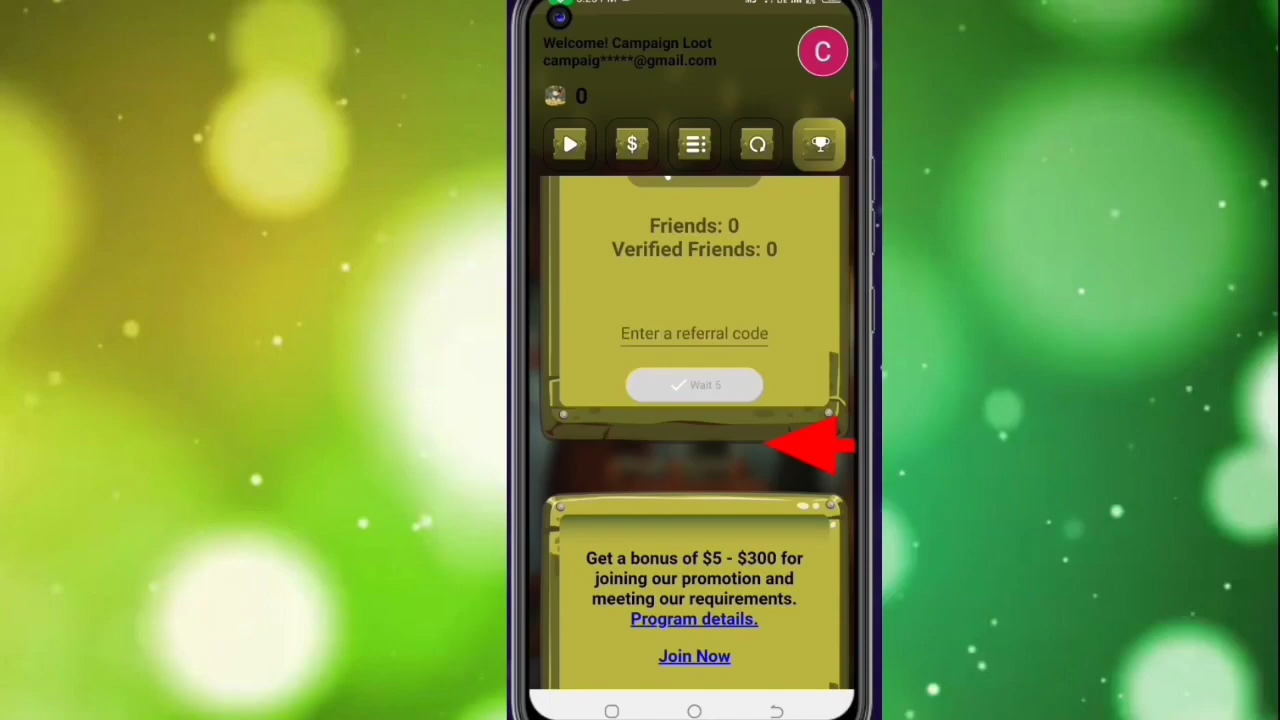 Welcome! Campaign Loot
campaig*****@gmail.com
C
0
$
Friends: 0
Verified Friends: 0
Enter a referral code
Wait 5
Get a bonus of $5 - $300 for
joining our promotion and
meeting our requirements.
Program details.
Join Now